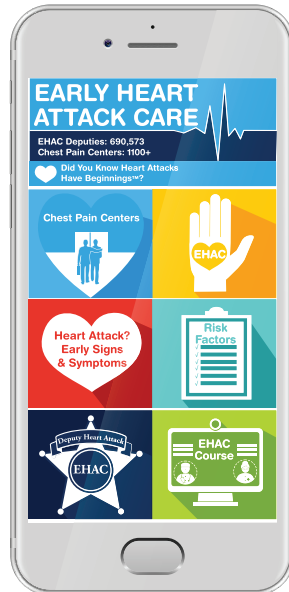 EARLY HEART
ATTACK CARE
EHAC Deputies: 690,573
Chest Pain Centers: 1100+
Did You Know Heart Attacks
Have Beginnings™?
Chest Pain Centers
EHAC
Heart Attack?
Early Signs
& Symptoms
Risk
Factors
Deputy Heart Attack
EHAC
EHAC
Course